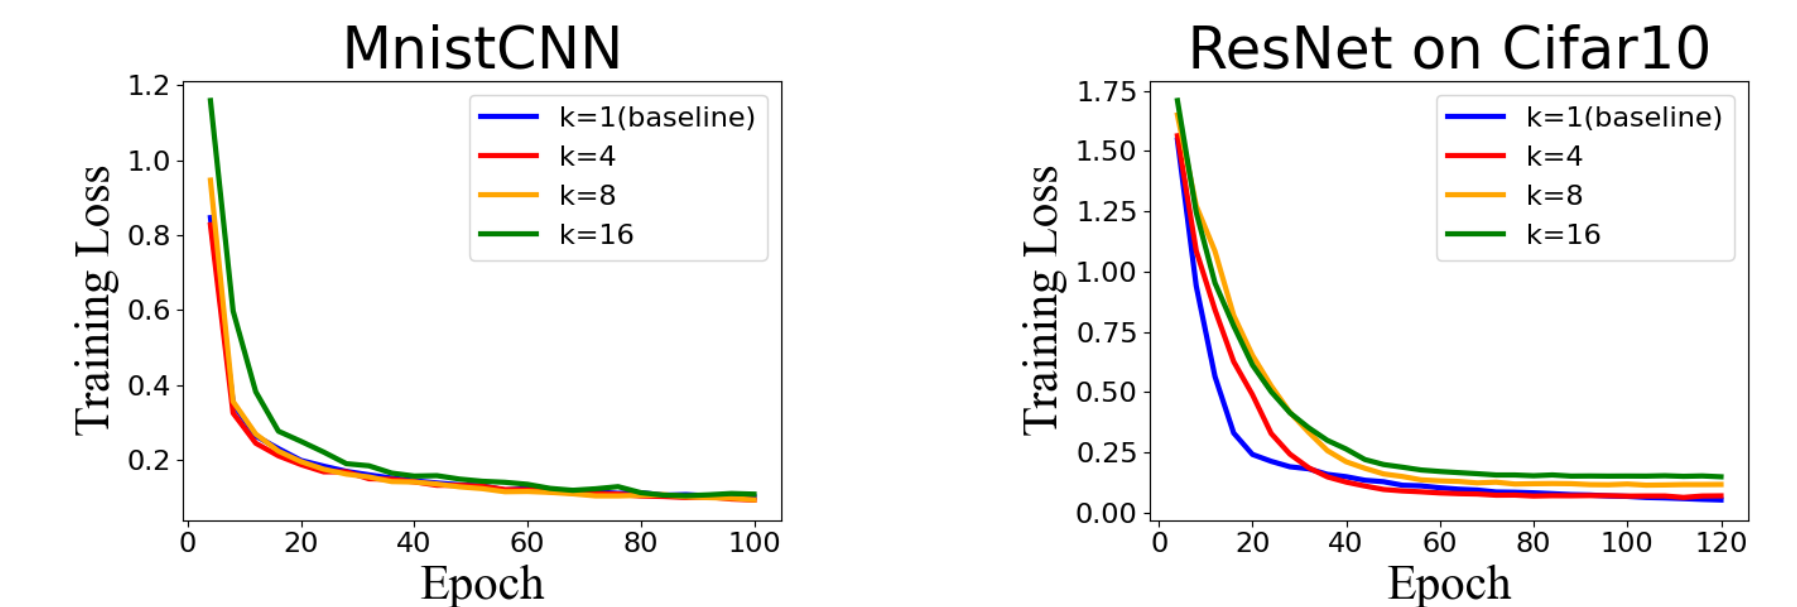 MnistCNN
Training Loss
1.2
1.0
0.8
0.6
0.4
0.2
k=1(baseline)
k=4
k=8
k=16
0 20 40 60 80 100
Epoch
ResNet on Cifar10
Training Loss
1.75
1.50
1.25
1.00
0.75
0.50
0.25
0.00
k=1(baseline)
k=4
k=8
k=16
0 20 40 60 80 100 120
Epoch